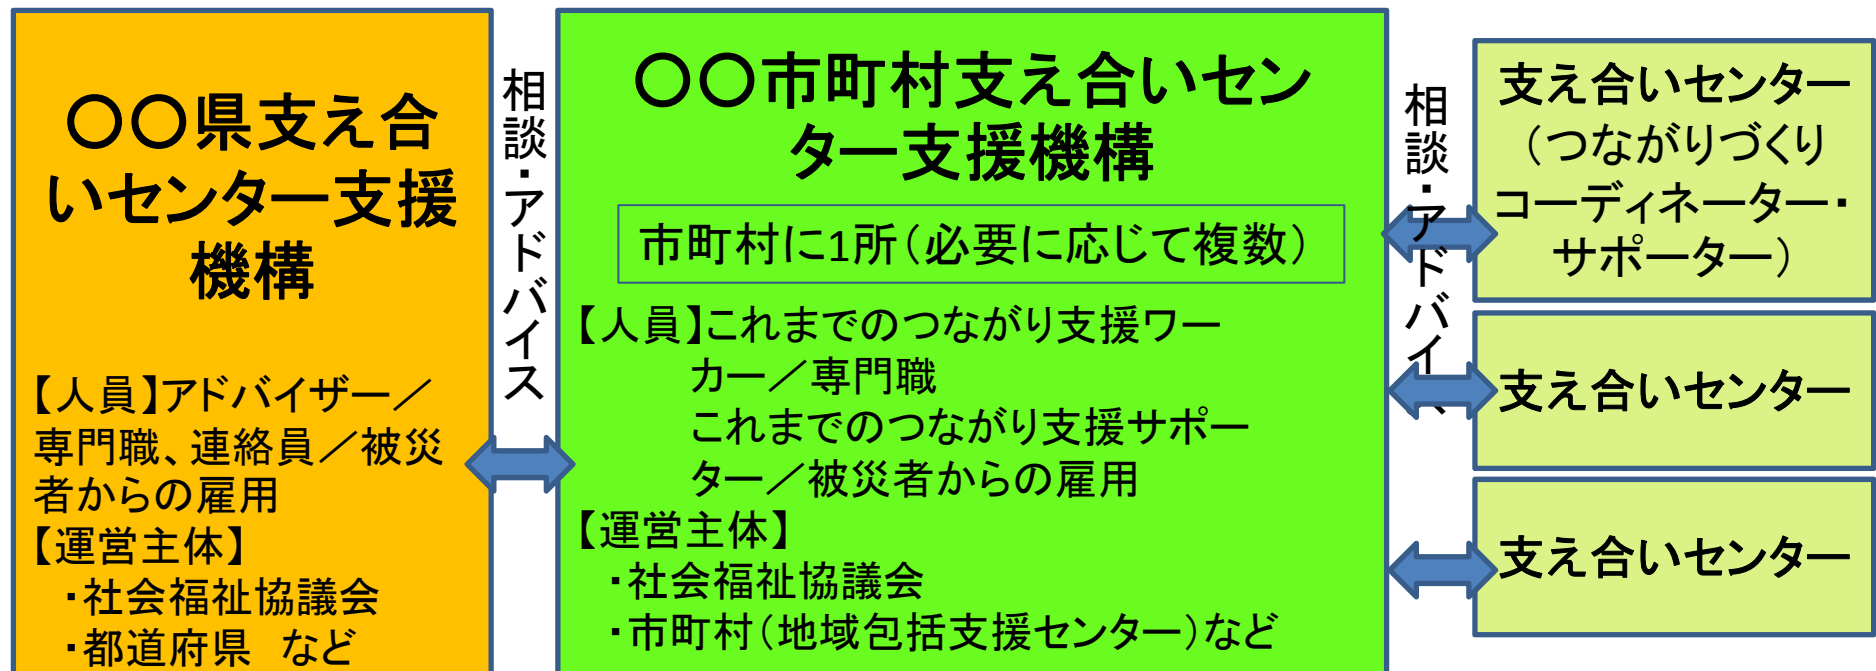 〇〇県支え合
いセンター支援
機構
【人員】アドバイザー／
専門職、連絡員／被災
者からの雇用
【運営主体】
・社会福祉協議会
・都道府県　など
相談・アドバイス
〇〇市町村支え合いセン
ター支援機構
市町村に1所（必要に応じて複数）
【人員】これまでのつながり支援ワー
カー／専門職
これまでのつながり支援サポー
ター／被災者からの雇用
【運営主体】
・社会福祉協議会
・市町村（地域包括支援センター）など
相談・アドバイ
支え合いセンター
（つながりづくり
コーディネーター・
サポーター）
支え合いセンター
支え合いセンター